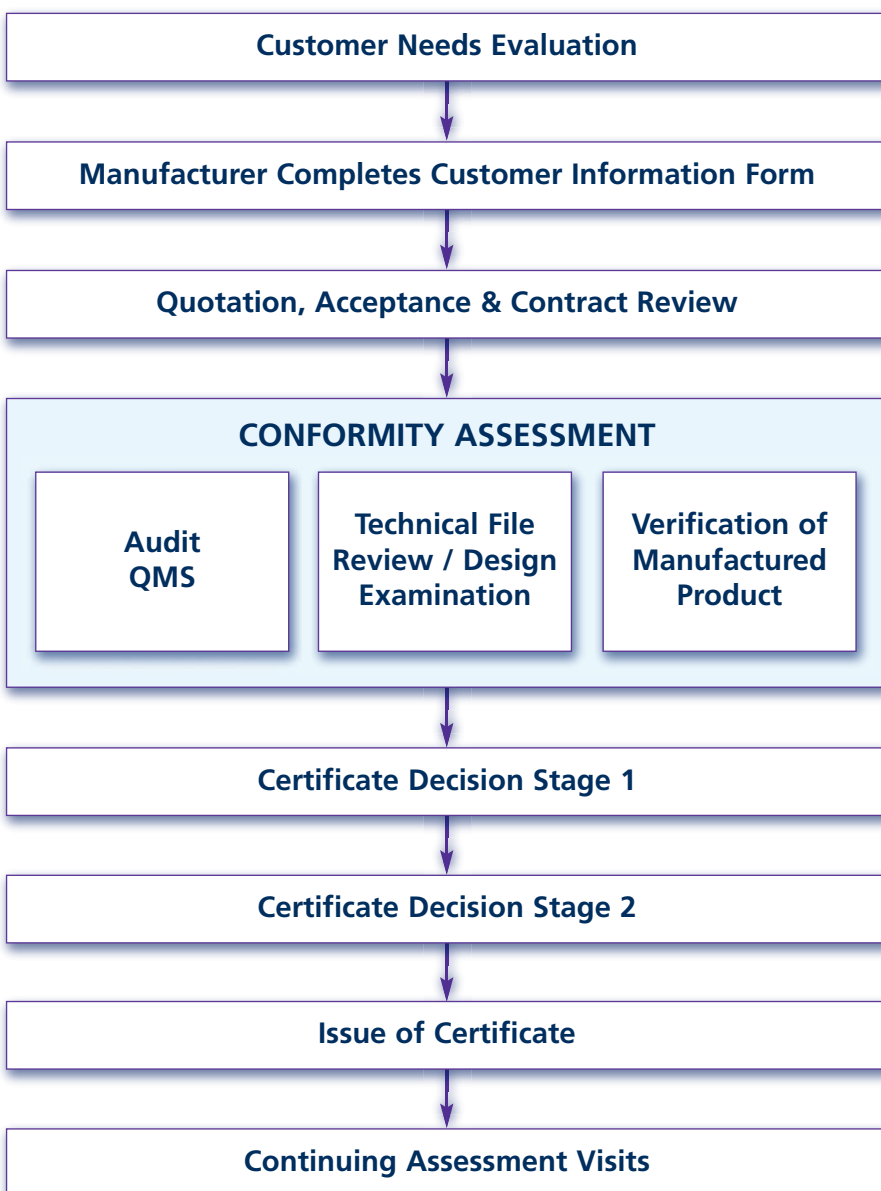 Customer Needs Evaluation
Manufacturer Completes Customer Information Form
Quotation, Acceptance & Contract Review
CONFORMITY ASSESSMENT
Audit
QMS
Technical File
Review / Design
Examination
Verification of
Manufactured
Product
Certificate Decision Stage 1
Certificate Decision Stage 2
Issue of Certificate
Continuing Assessment Visits